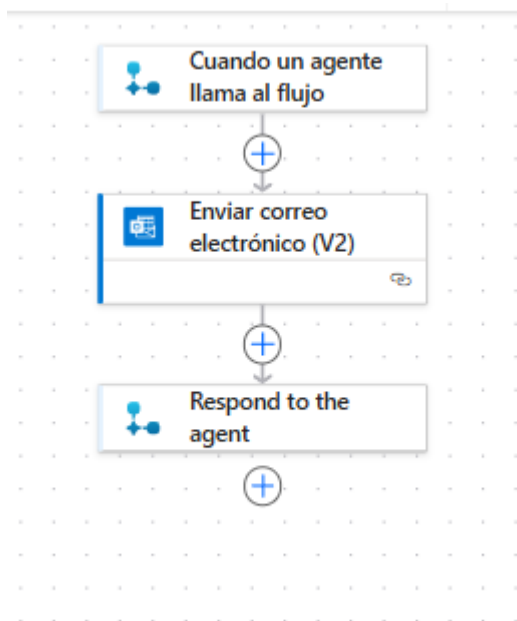 Cuando un agente
llama al flujo
Enviar correo
electrónico (V2)
Respond to the
agent